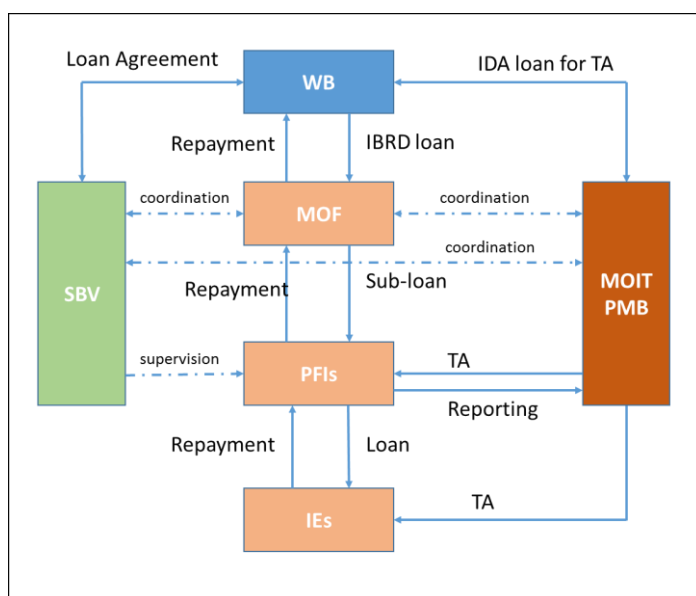 Loan Agreement
WB
IDA loan for TA
Repayment
IBRD loan
coordination
MOF
coordination
coordination
SBV
Repayment
Sub-loan
MOIT
PMB
supervision
PFIs
TA
Reporting
Repayment
Loan
IEs
TA